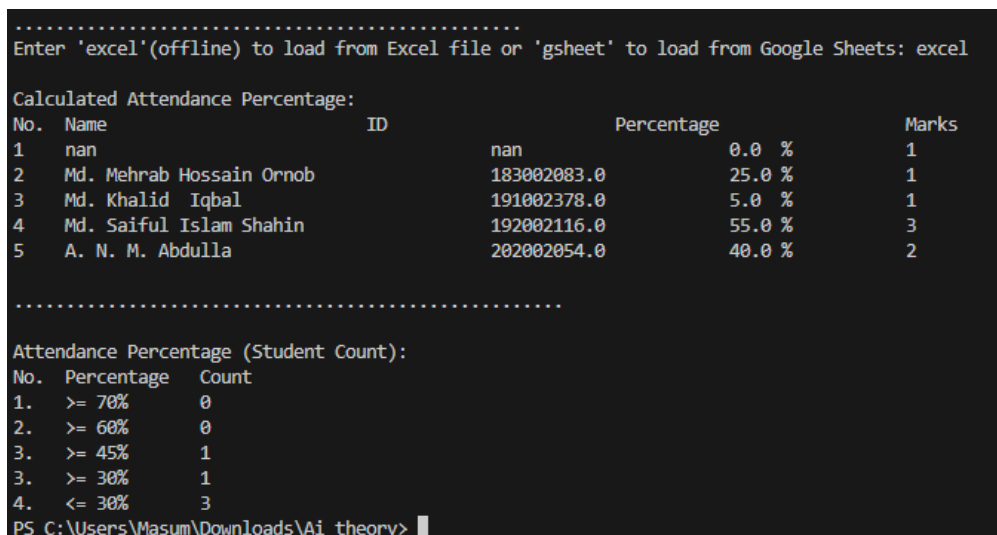 ..................................................
Enter 'excel'(offline) to load from Excel file or 'gsheet' to load from Google Sheets: excel
Calculated Attendance Percentage:
No. Name ID Percentage Marks
1 nan nan 0.0 % 1
2 Md. Mehrab Hossain Ornob 183002083.0 25.0 % 1
3 Md. Khalid  Iqbal 191002378.0 5.0 % 1
4 Md. Saiful Islam Shahin 192002116.0 55.0 % 3
5 A. N. M. Abdulla 202002054.0 40.0 % 2
......................................................
Attendance Percentage (Student Count):
No. Percentage Count
1. >= 70% 0
2. >= 60% 0
3. >= 45% 1
3. >= 30% 1
4. <= 30% 3
PS C:\Users\Masum\Downloads\Ai theory>